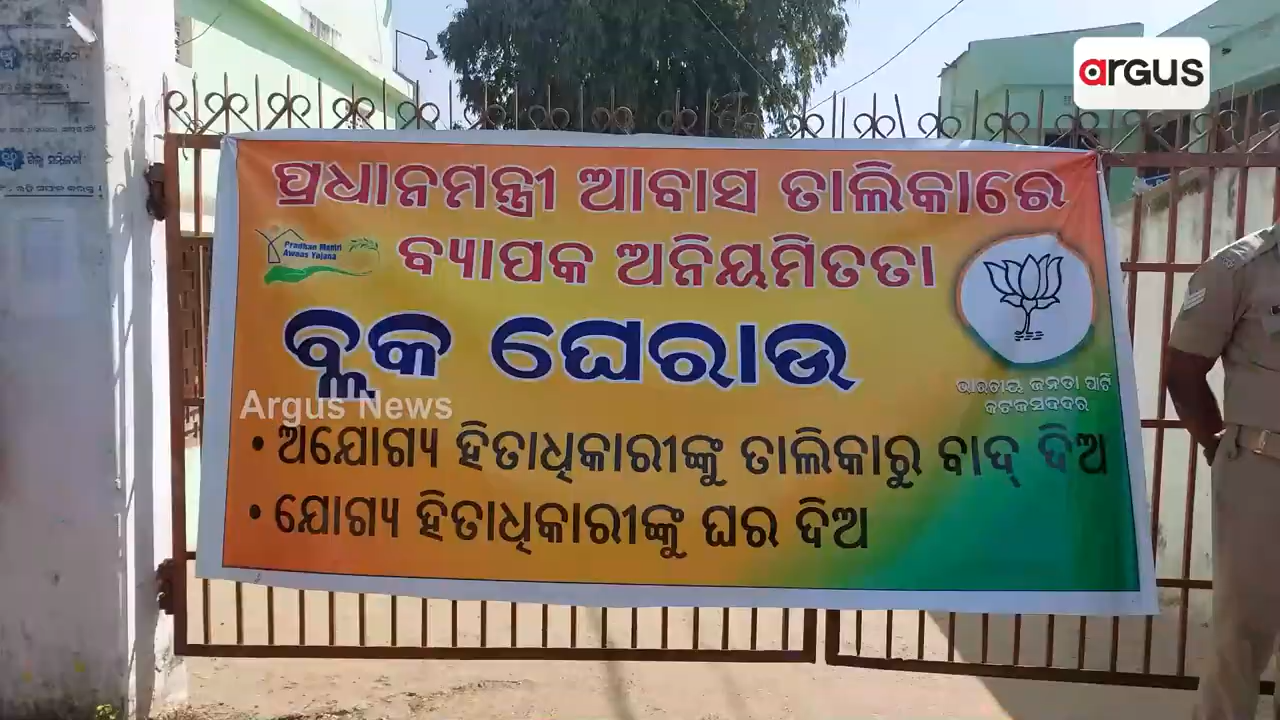 argus
ପ୍ରଧାନମନ୍ତ୍ରୀ ଆବାସ ତାଲିକାରେ
Pradhan Mantri
Awaas Yojana
ବ୍ୟାପକ ଅନିୟମିତତା
ବ୍ଲକ ଘେରାଉ
ଭାରତୀୟ ଜନତା ପାର୍ଟି
କଟକସଦର
Argus News
• ଅଯୋଗ୍ୟ ହିତାଧିକାରୀଙ୍କୁ ତାଲିକାରୁ ବାଦ୍ ଦିଅ
• ଯୋଗ୍ୟ ହିତାଧିକାରୀଙ୍କୁ ଘର ଦିଅ